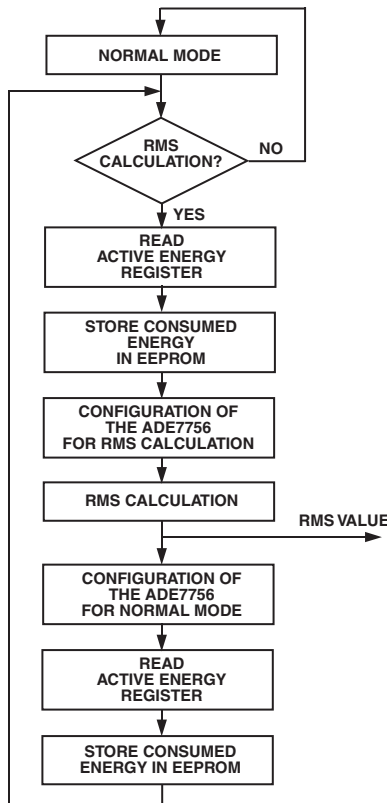 NORMAL MODE
RMS
CALCULATION?
NO
YES
READ
ACTIVE ENERGY
REGISTER
STORE CONSUMED
ENERGY
IN EEPROM
CONFIGURATION OF
THE ADE7756
FOR RMS CALCULATION
RMS CALCULATION
RMS VALUE
CONFIGURATION OF
THE ADE7756
FOR NORMAL MODE
READ
ACTIVE ENERGY
REGISTER
STORE CONSUMED
ENERGY IN EEPROM